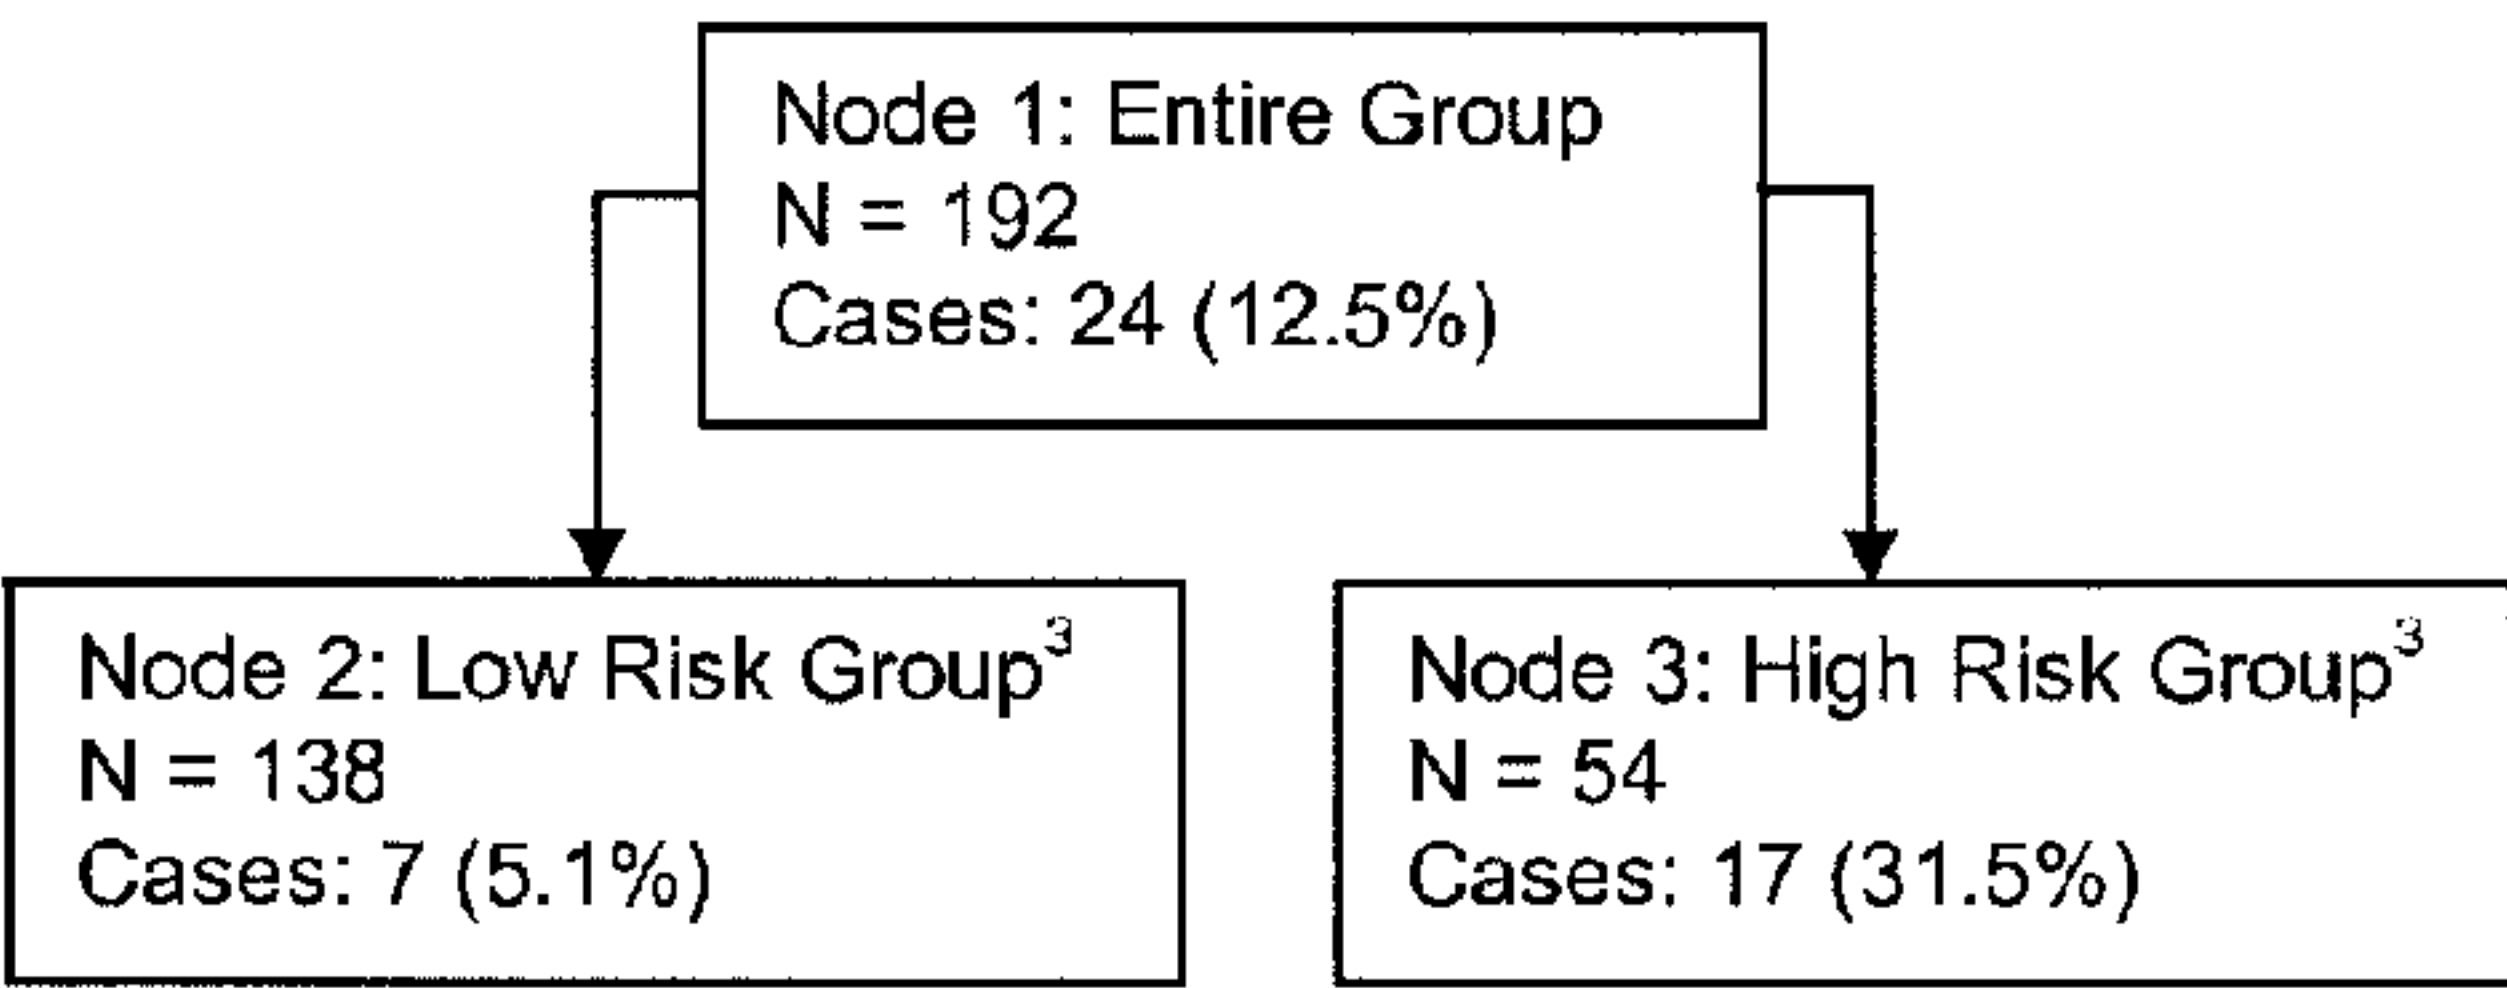 Node 1: Entire Group
N = 192
Cases: 24 (12.5%)
Node 2: Low Risk Group³
N = 138
Cases: 7 (5.1%)
Node 3: High Risk Group³
N = 54
Cases: 17 (31.5%)